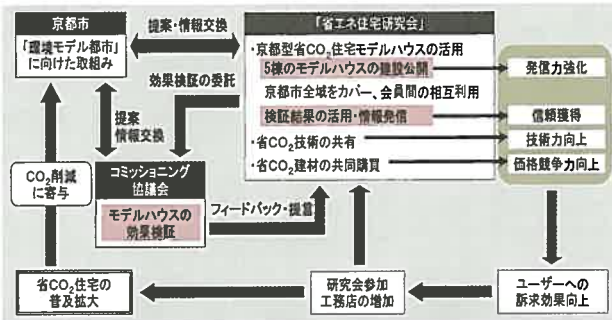 京都市
「環境モデル都市」
に向けた取組み
提案・情報交換
効果検証の委託
提案
情報交換
「省エネ住宅研究会」
・京都型省CO₂住宅モデルハウスの活用
5棟のモデルハウスの建設公開
京都市全域をカバー、会員間の相互利用
検証結果の活用・情報発信
・省CO₂技術の共有
・省CO₂建材の共同購買
発信力強化
信頼獲得
技術力向上
価格競争力向上
CO₂削減
に寄与
コミッショニング
協議会
モデルハウスの
効果検証
フィードバック・提言
省CO₂住宅の
普及拡大
研究会参加
工務店の増加
ユーザーへの
訴求効果向上